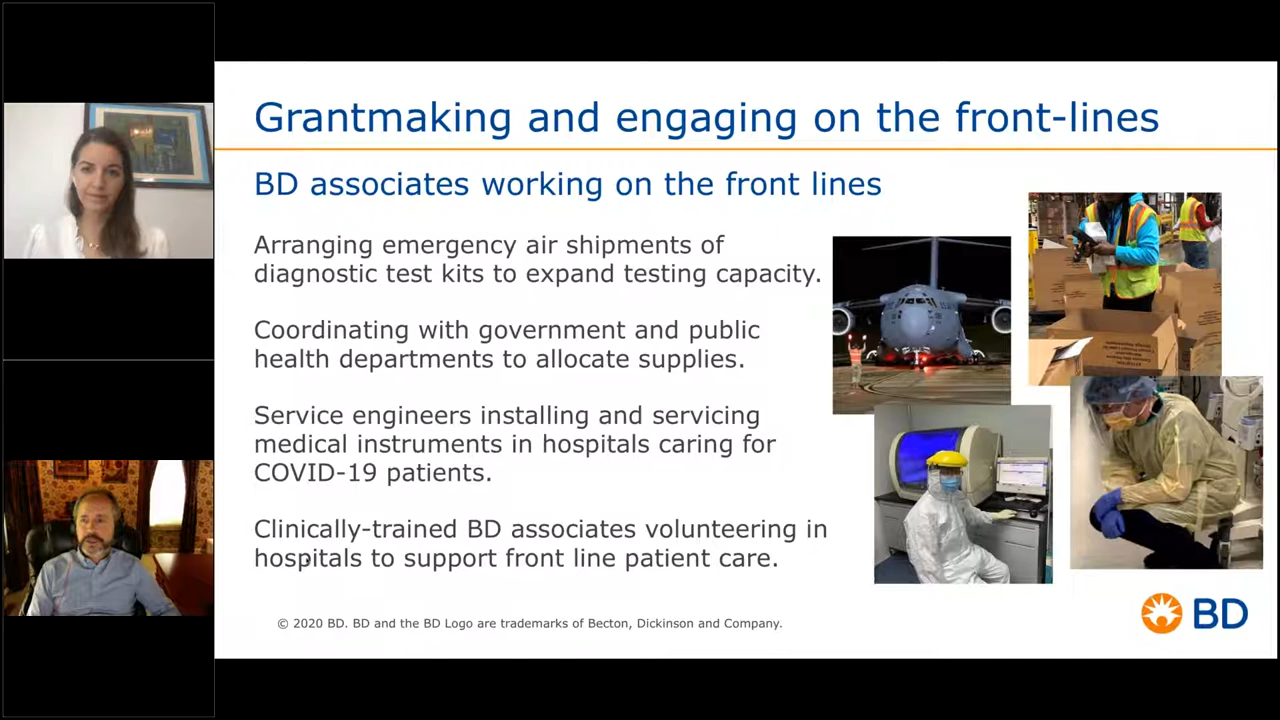 Grantmaking and engaging on the front-lines
BD associates working on the front lines
Arranging emergency air shipments of
diagnostic test kits to expand testing capacity.
Coordinating with government and public
health departments to allocate supplies.
Service engineers installing and servicing
medical instruments in hospitals caring for
COVID-19 patients.
Clinically-trained BD associates volunteering in
hospitals to support front line patient care.
© 2020 BD. BD and the BD Logo are trademarks of Becton, Dickinson and Company.
BD